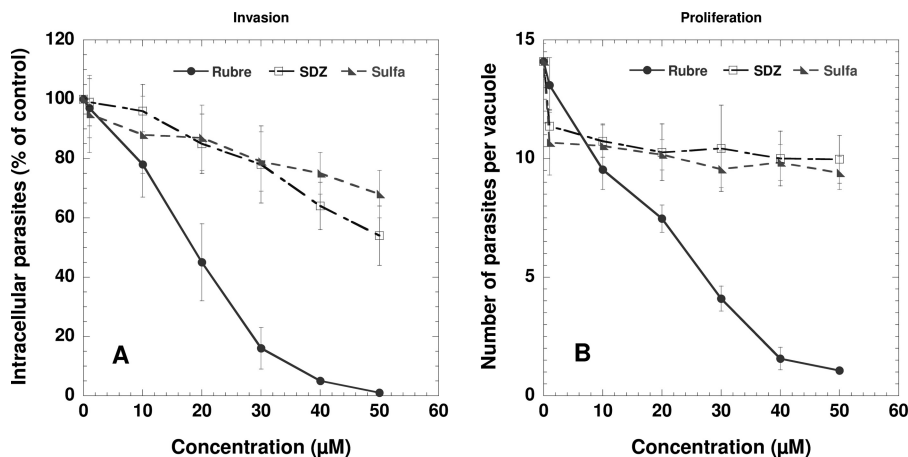 Invasion
Rubre SDZ Sulfa
Intracellular parasites (% of control)
120
100
80
60
40
20
0
A
0 10 20 30 40 50 60
Concentration (µM)
Proliferation
Rubre SDZ Sulfa
Number of parasites per vacuole
15
10
5
0
B
0 10 20 30 40 50 60
Concentration (µM)